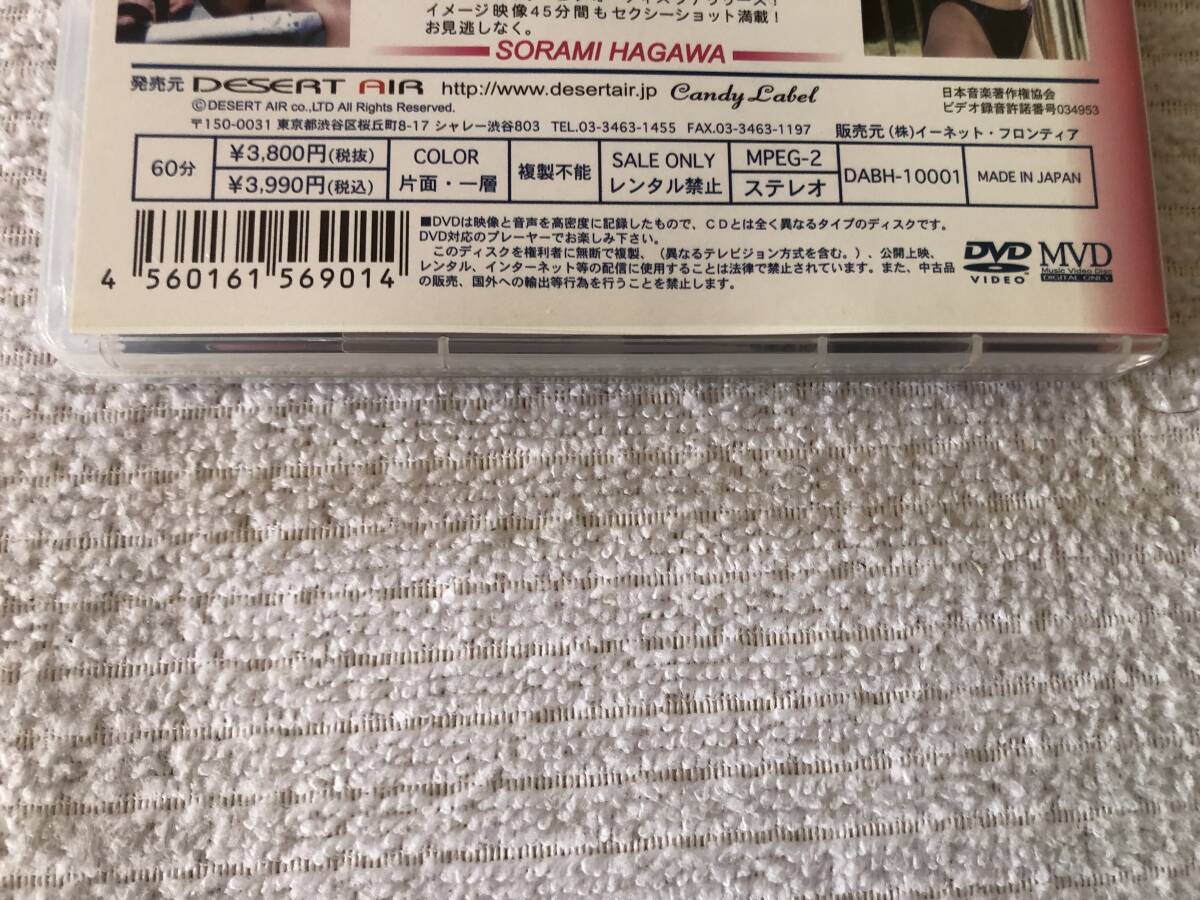 イメージ映像45分間もセクシーショット満載!
お見逃しなく。
SORAMI HAGAWA
発売元 DESERT AIR http://www.desertair.jp Candy Label
©DESERT AIR co.,LTD All Rights Reserved.
日本音楽著作権協会
ビデオ録音許諾番号034953
〒150-0031 東京都渋谷区桜丘町8-17 シャレー渋谷803 TEL.03-3463-1455 FAX.03-3463-1197 販売元(株)イーネット・フロンティア
60分
¥3,800円(税抜)
¥3,990円(税込)
COLOR
片面・一層
複製不能
SALE ONLY
レンタル禁止
MPEG-2
ステレオ
DABH-10001
MADE IN JAPAN
4 560161 569014
■DVDは映像と音声を高密度に記録したもので、CDとは全く異なるタイプのディスクです。
DVD対応のプレーヤーでお楽しみ下さい。
このディスクを権利者に無断で複製、(異なるテレビジョン方式を含む。)、公開上映、
レンタル、インターネット等の配信に使用することは法律で禁止されています。また、中古品
の販売、国外への輸出等行為を行うことを禁止します。
DVD
VIDEO
MVD
Music Video Disc
DIGITAL ONLY